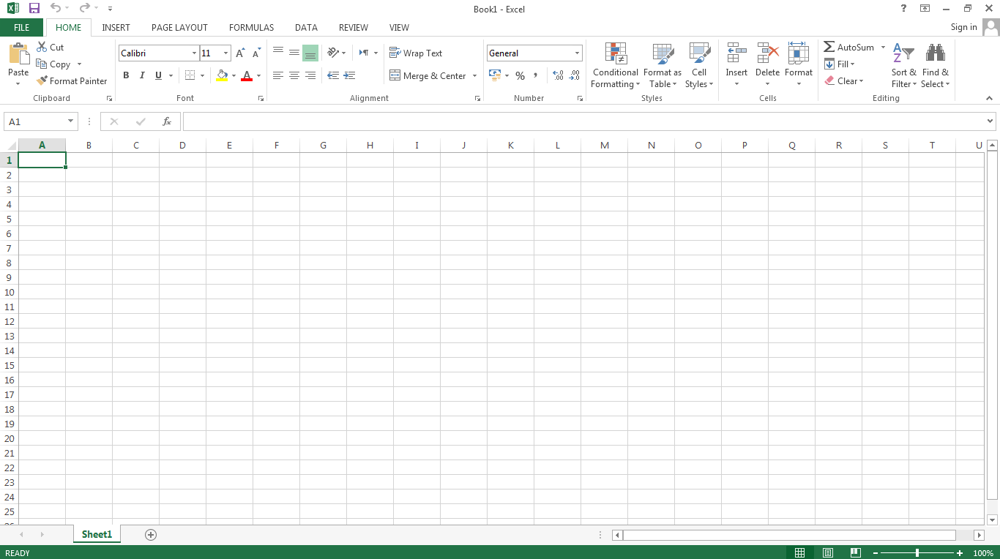 Book1 - Excel
FILE HOME INSERT PAGE LAYOUT FORMULAS DATA REVIEW VIEW Sign in
Cut
Copy
Format Painter
Paste
Clipboard
Calibri 11
B I U
Font
Wrap Text
Merge & Center
Alignment
General
Number
Conditional Formatting
Format as Table
Cell Styles
Styles
Insert
Delete
Format
Cells
AutoSum
Fill
Clear
Sort & Filter
Find & Select
Editing
A1
A B C D E F G H I J K L M N O P Q R S T U
1
2
3
4
5
6
7
8
9
10
11
12
13
14
15
16
17
18
19
20
21
22
23
24
25
Sheet1
READY 100%